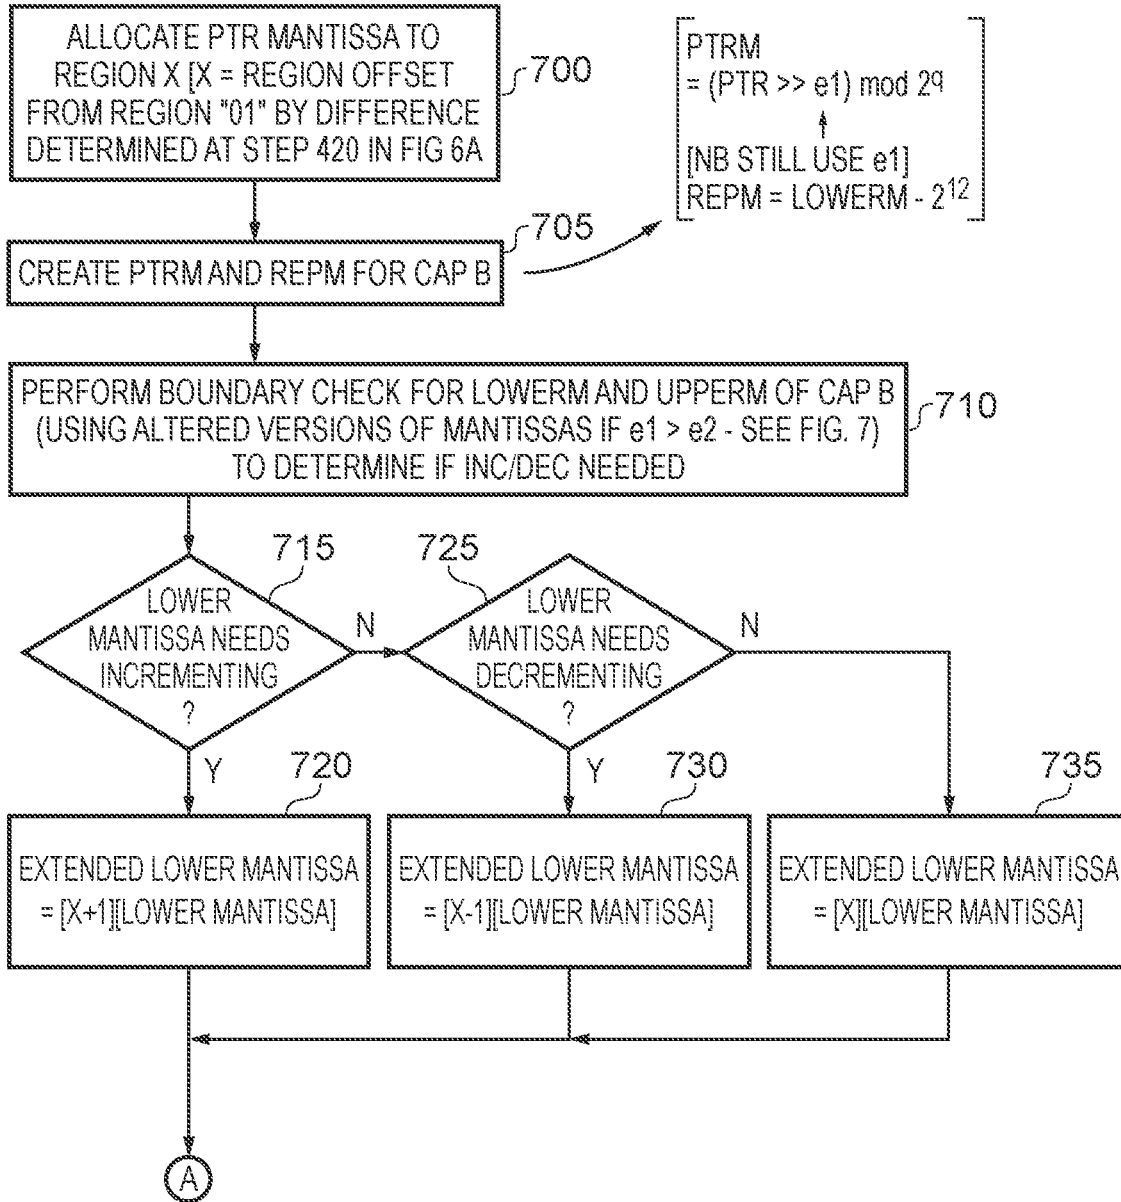 ALLOCATE PTR MANTISSA TO
REGION X [X = REGION OFFSET
FROM REGION "01" BY DIFFERENCE
DETERMINED AT STEP 420 IN FIG 6A
700
PTRM
= (PTR >> e1) mod 2q
[NB STILL USE e1]
REPM = LOWERM - 2^12
705
CREATE PTRM AND REPM FOR CAP B
PERFORM BOUNDARY CHECK FOR LOWERM AND UPPERM OF CAP B
(USING ALTERED VERSIONS OF MANTISSAS IF e1 > e2 - SEE FIG. 7)
TO DETERMINE IF INC/DEC NEEDED
710
715
LOWER
MANTISSA NEEDS
INCREMENTING
?
N
Y
725
LOWER
MANTISSA NEEDS
DECREMENTING
?
N
Y
720
EXTENDED LOWER MANTISSA
= [X+1][LOWER MANTISSA]
730
EXTENDED LOWER MANTISSA
= [X-1][LOWER MANTISSA]
735
EXTENDED LOWER MANTISSA
= [X][LOWER MANTISSA]
A